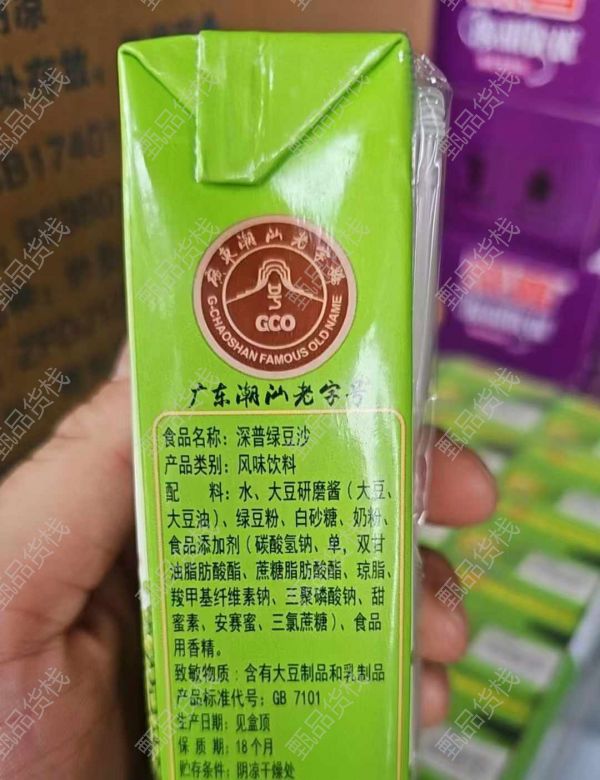 广东潮汕老字号
GCO
G-CHAOSHAN FAMOUS OLD NAME
广东潮汕老字号
食品名称：深普绿豆沙
产品类别：风味饮料
配 料：水、大豆研磨酱（大豆、
大豆油）、绿豆粉、白砂糖、奶粉、
食品添加剂（碳酸氢钠、单，双甘
油脂肪酸酯、蔗糖脂肪酸酯、琼脂、
羧甲基纤维素钠、三聚磷酸钠、甜
蜜素、安赛蜜、三氯蔗糖）、食品
用香精。
致敏物质：含有大豆制品和乳制品
产品标准代号：GB 7101
生产日期：见盒顶
保 质 期：18个月
贮存条件：阴凉干燥处
甄品货栈